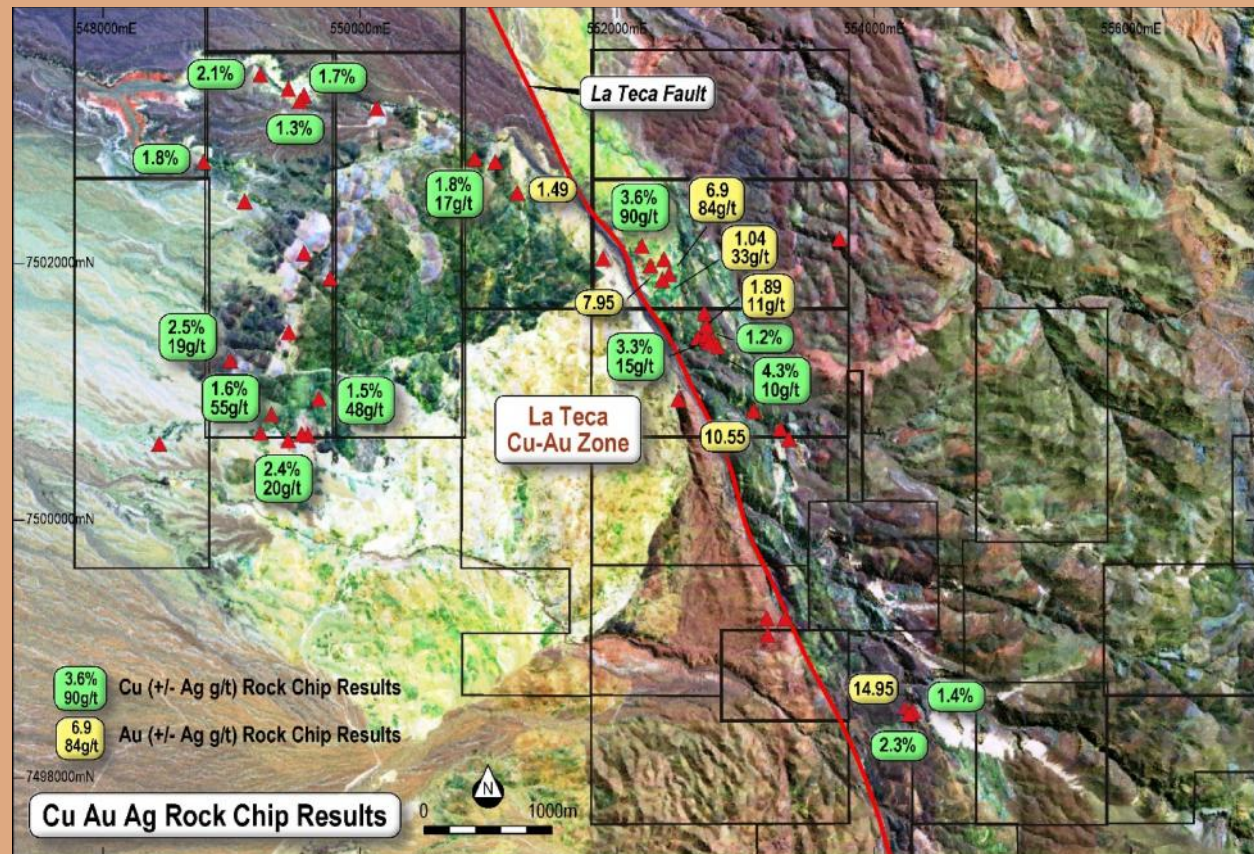 548000mE
550000mE
552000mE
554000mE
556000mE
2.1%
1.7%
La Teca Fault
1.3%
1.8%
1.8%
17g/t
1.49
3.6%
90g/t
6.9
84g/t
1.04
33g/t
7502000mN
7.95
1.89
11g/t
2.5%
19g/t
3.3%
15g/t
1.2%
4.3%
10g/t
1.6%
55g/t
1.5%
48g/t
La Teca
Cu-Au Zone
10.55
2.4%
20g/t
7500000mN
14.95
1.4%
2.3%
3.6%
90g/t
Cu (+/- Ag g/t) Rock Chip Results
6.9
84g/t
Au (+/- Ag g/t) Rock Chip Results
7498000mN
Cu Au Ag Rock Chip Results
N
0
1000m